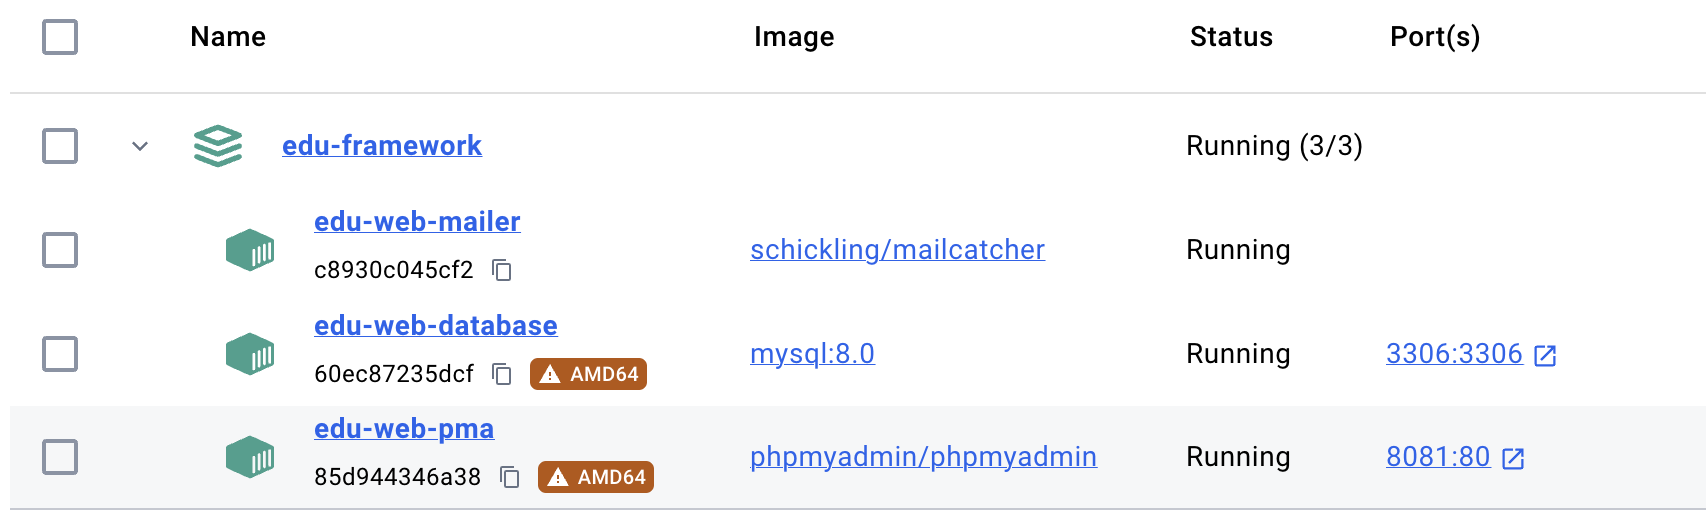 Name Image Status Port(s)
edu-framework Running (3/3)
edu-web-mailer
c8930c045cf2 schickling/mailcatcher Running
edu-web-database
60ec87235dcf AMD64 mysql:8.0 Running 3306:3306
edu-web-pma
85d944346a38 AMD64 phpmyadmin/phpmyadmin Running 8081:80